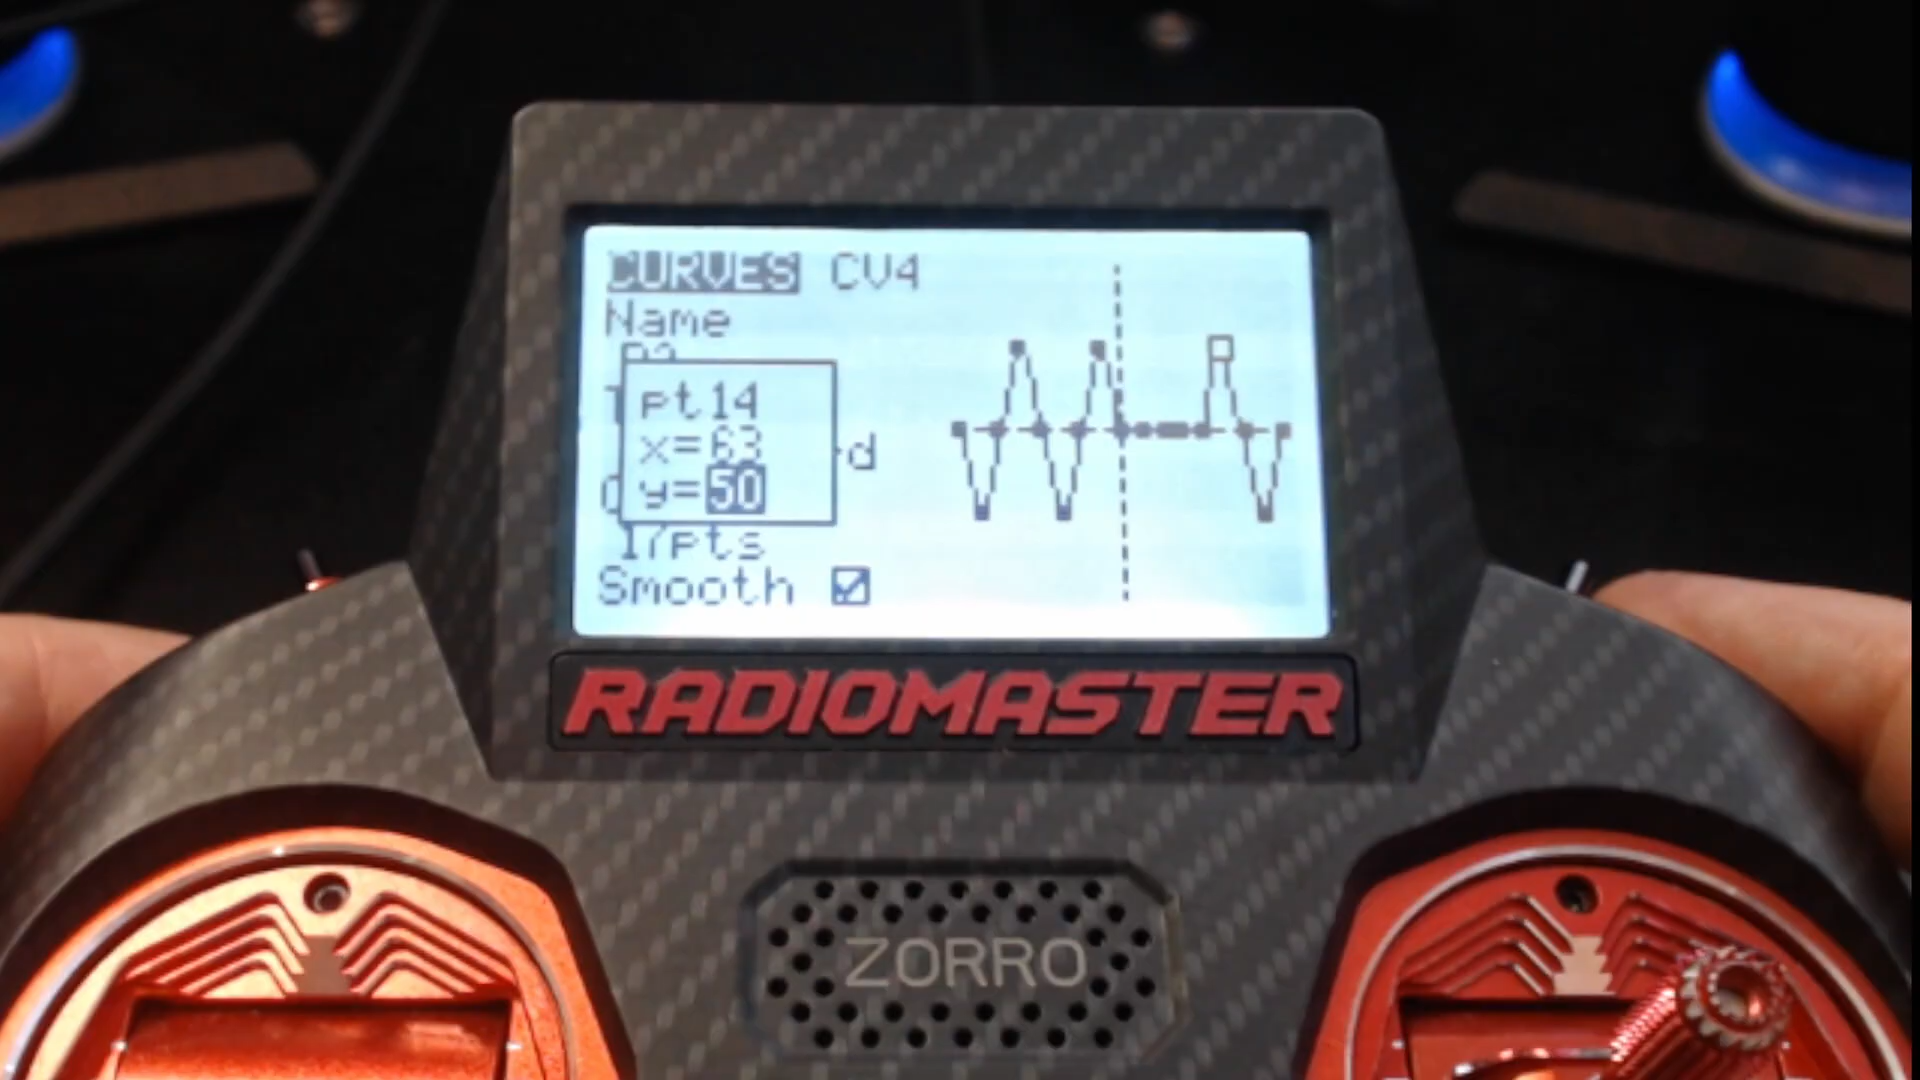 CURVES CV4
Name
pt14
x=63
y=50
d
17pts
Smooth
RADIOMASTER
ZORRO